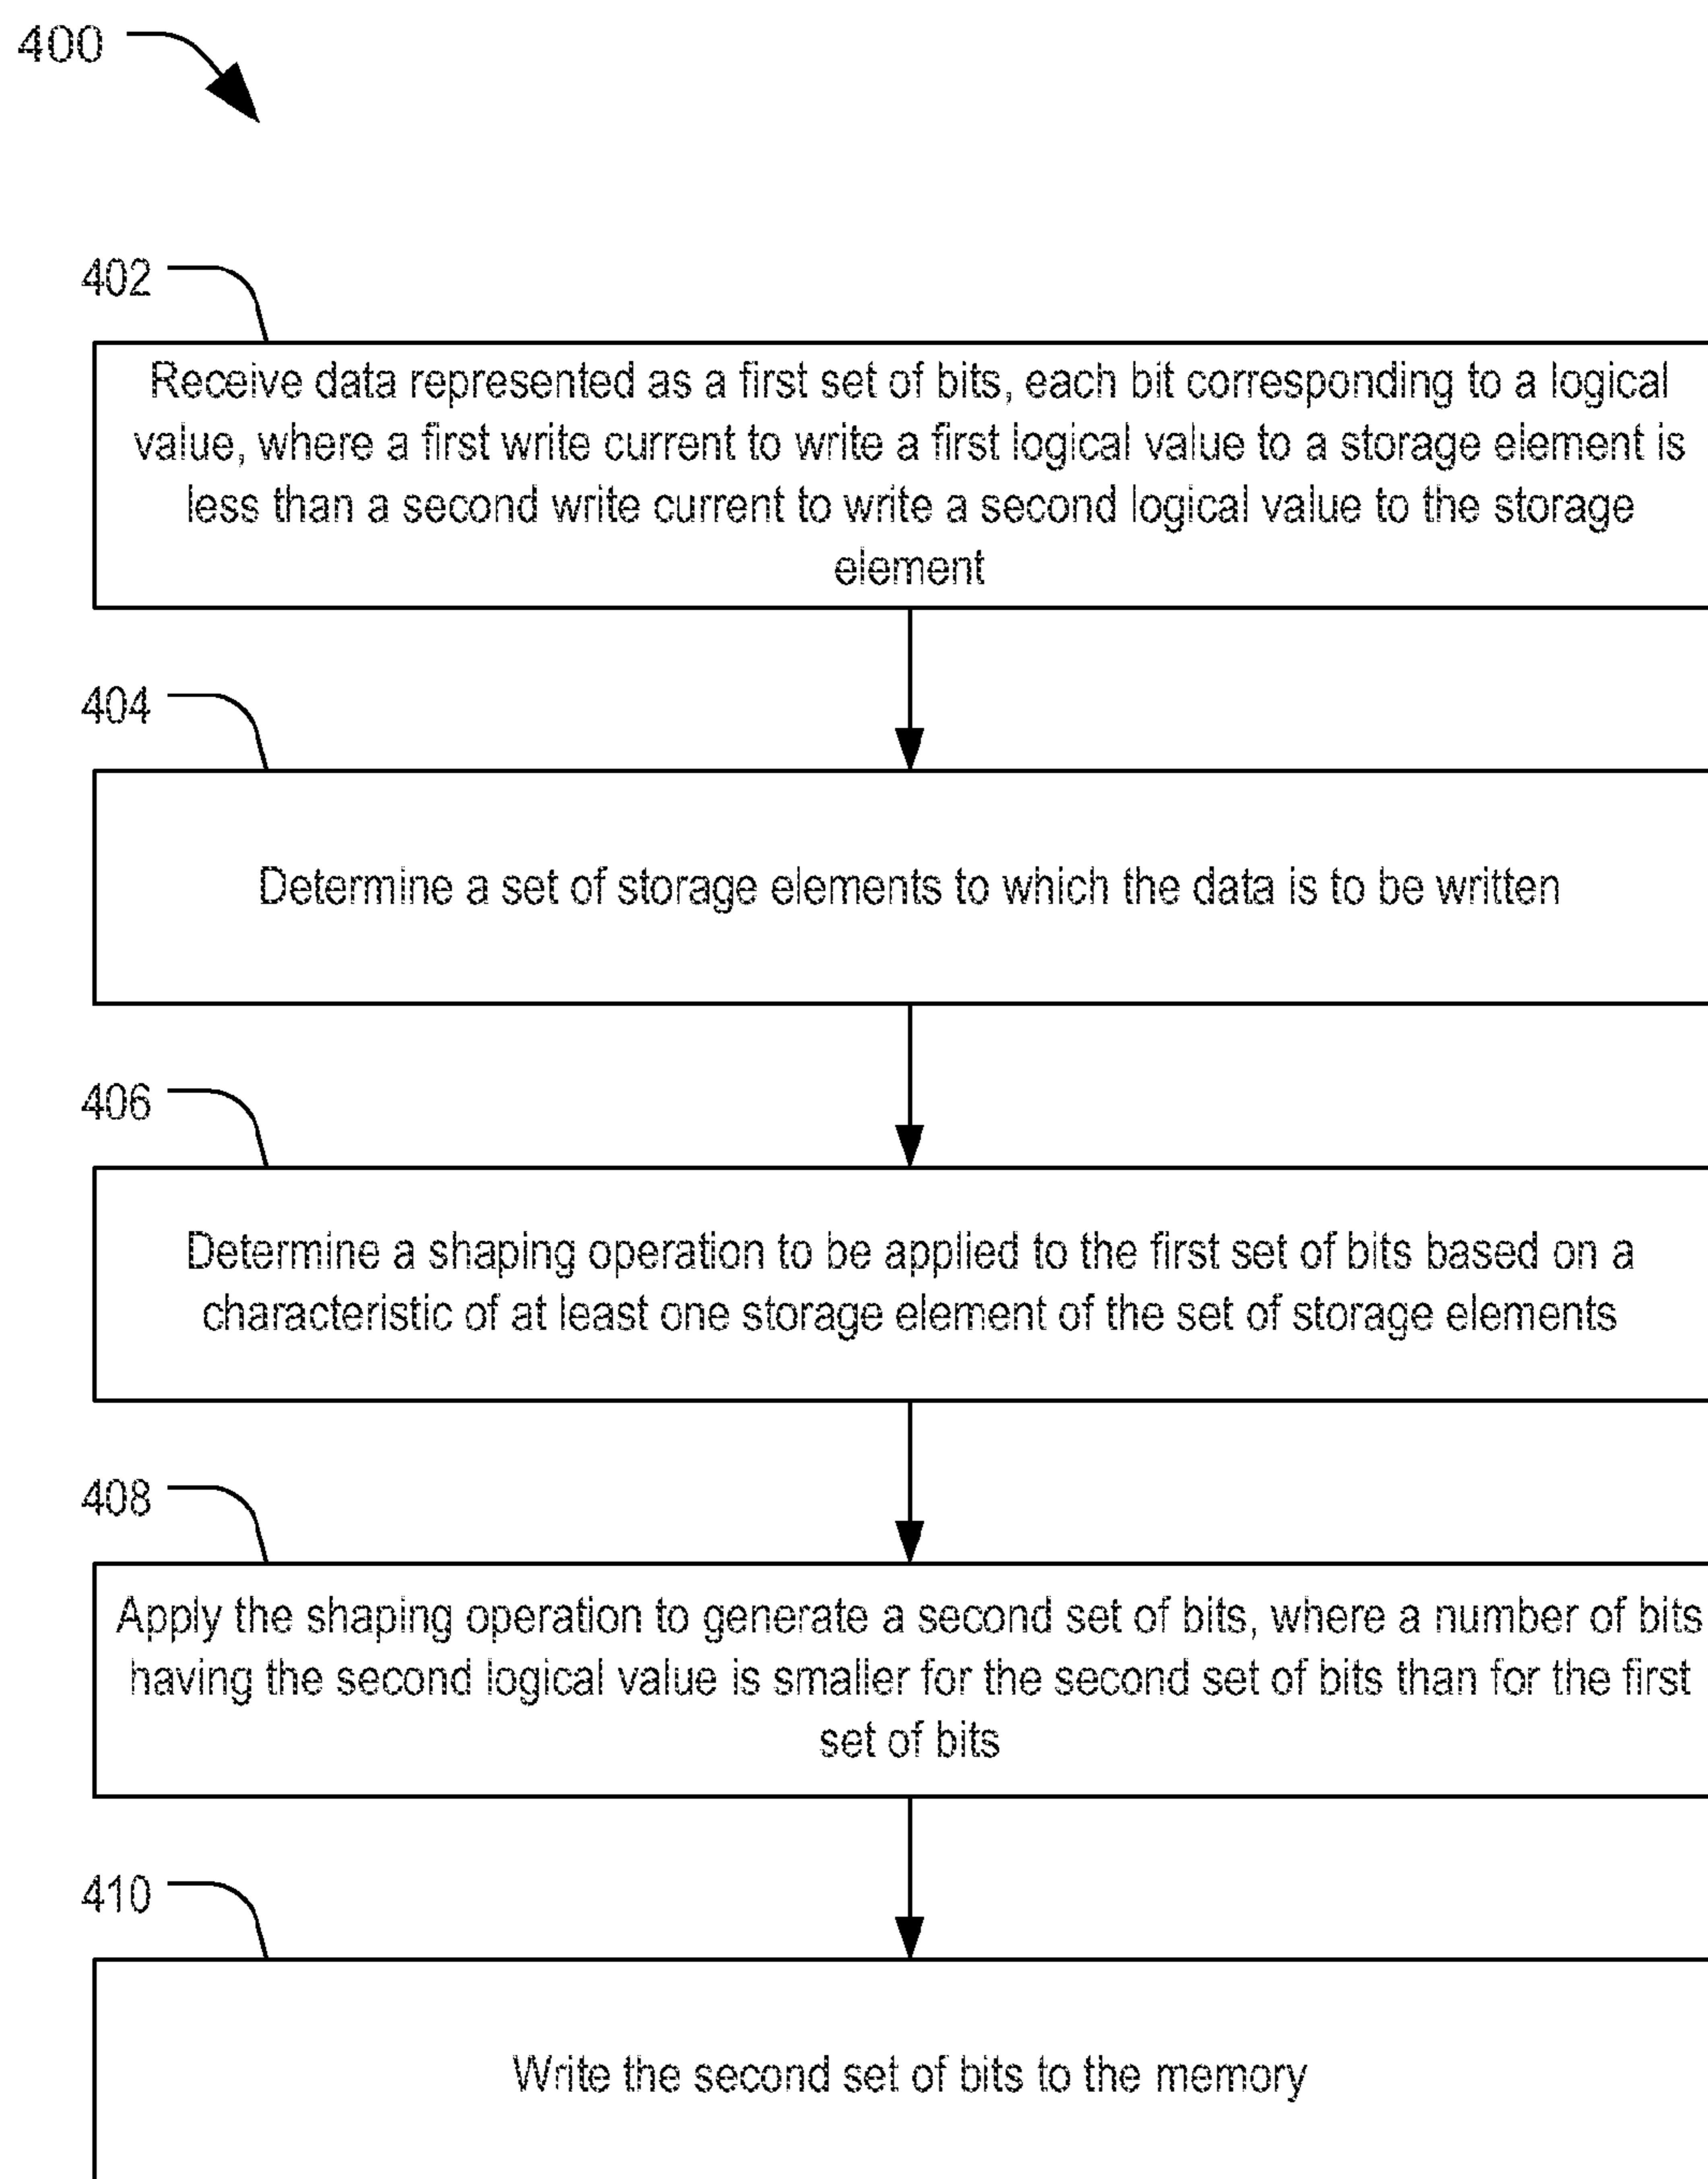 400
402
Receive data represented as a first set of bits, each bit corresponding to a logical
value, where a first write current to write a first logical value to a storage element is
less than a second write current to write a second logical value to the storage
element
404
Determine a set of storage elements to which the data is to be written
406
Determine a shaping operation to be applied to the first set of bits based on a
characteristic of at least one storage element of the set of storage elements
408
Apply the shaping operation to generate a second set of bits, where a number of bits
having the second logical value is smaller for the second set of bits than for the first
set of bits
410
Write the second set of bits to the memory